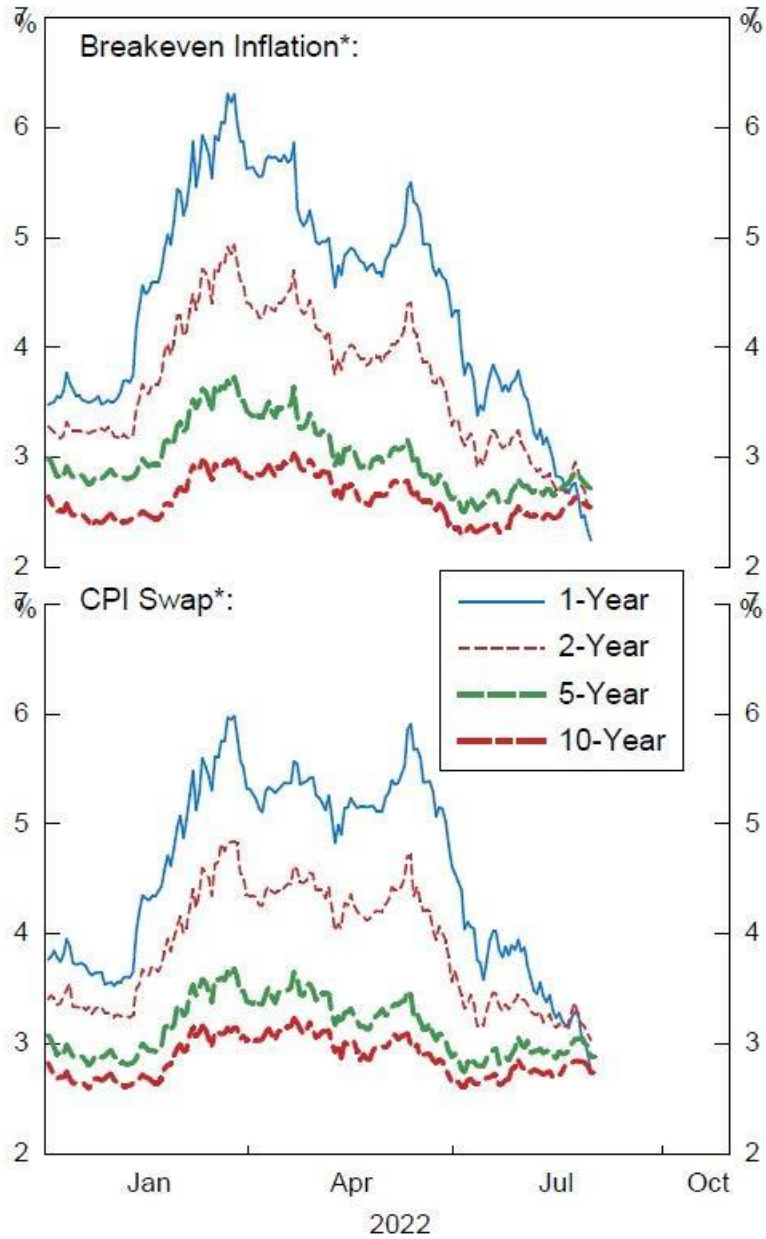 7 7
% %
Breakeven Inflation*:
6 6
5 5
4 4
3 3
2 2
CPI Swap*:
7 7
% %
1-Year
2-Year
5-Year
10-Year
6 6
5 5
4 4
3 3
2 2
Jan Apr Jul Oct
2022